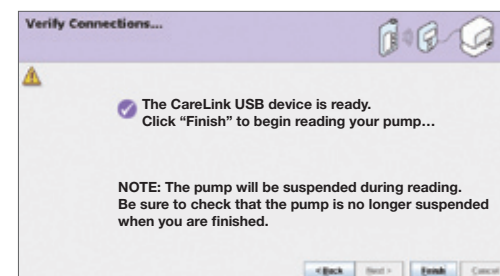 Verify Connections...
The CareLink USB device is ready.
Click “Finish” to begin reading your pump…
NOTE: The pump will be suspended during reading.
Be sure to check that the pump is no longer suspended
when you are finished.
< Back Next > Finish Cancel